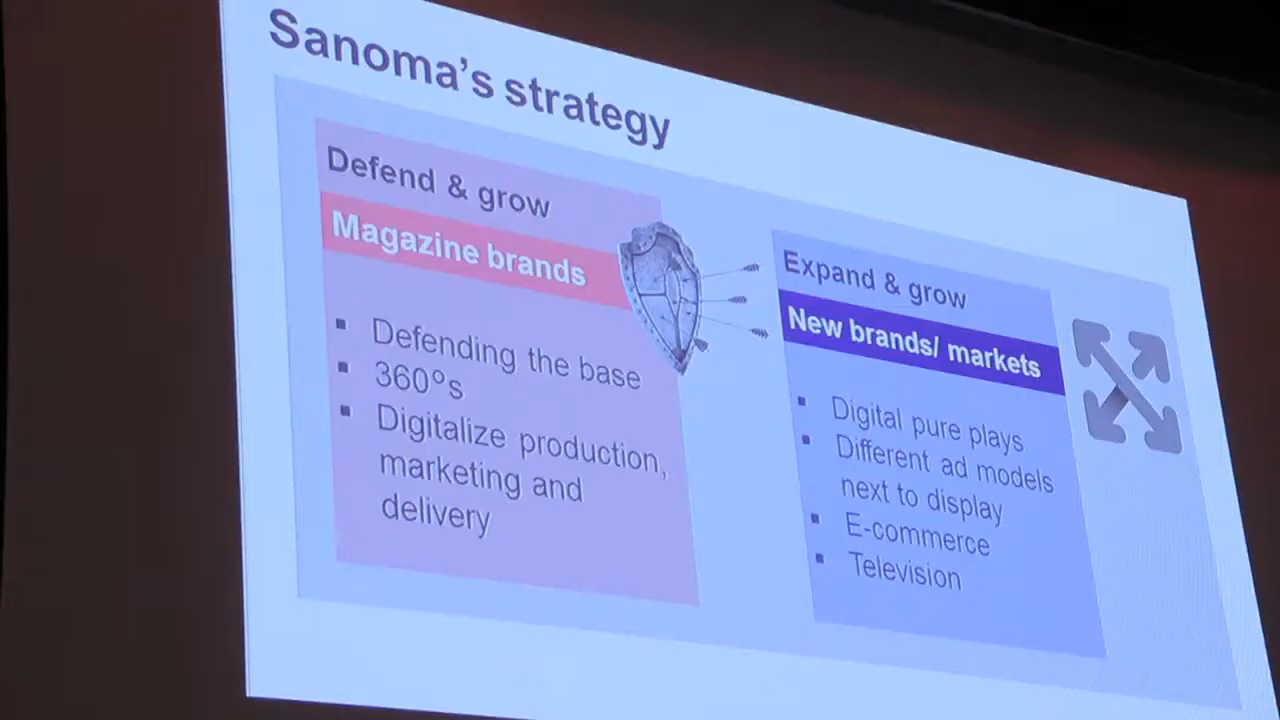 Sanoma's strategy
Defend & grow
Magazine brands
▪ Defending the base
▪ 360°s
▪ Digitalize production,
marketing and
delivery
Expand & grow
New brands/ markets
▪ Digital pure plays
▪ Different ad models
next to display
▪ E-commerce
▪ Television